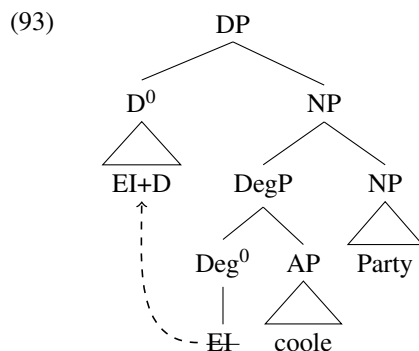 (93)
DP
D⁰ NP
EI+D DegP NP
Deg⁰ AP Party
EI coole